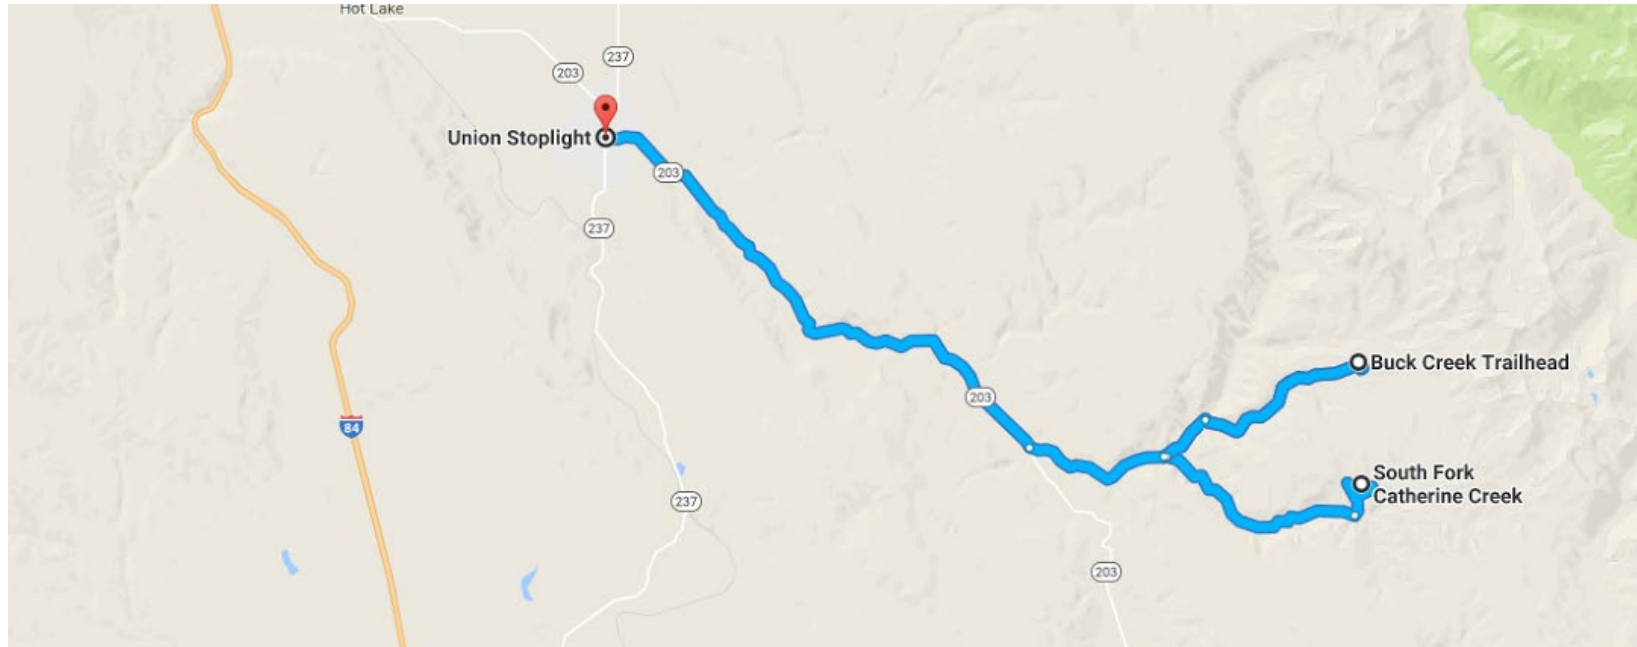 Hot Lake
237
203
Union Stoplight
203
237
Buck Creek Trailhead
203
84
South Fork
Catherine Creek
237
203